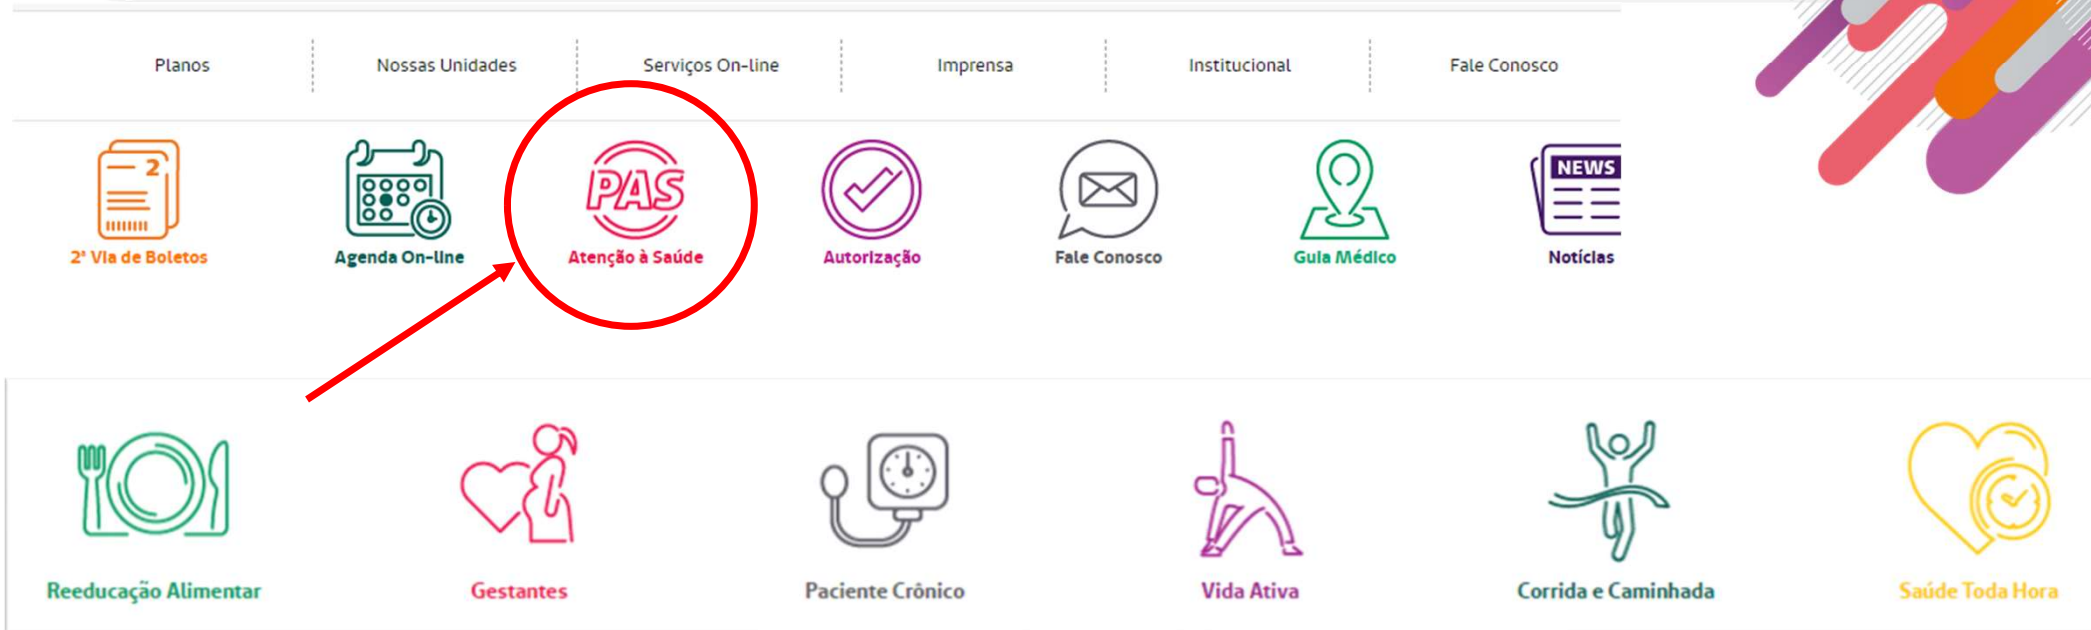 Planos
Nossas Unidades
Serviços On-line
Imprensa
Institucional
Fale Conosco
2
PAS
NEWS
2ª Via de Boletos
Agenda On-line
Atenção à Saúde
Autorização
Fale Conosco
Guia Médico
Notícias
Reeducação Alimentar
Gestantes
Paciente Crônico
Vida Ativa
Corrida e Caminhada
Saúde Toda Hora